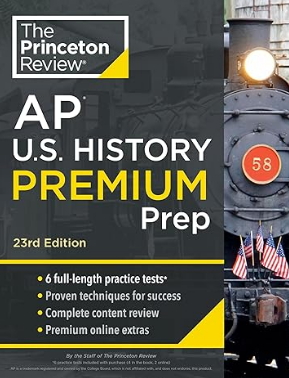 The
Princeton
Review®
AP®
U.S. HISTORY
PREMIUM
Prep
23rd Edition
58
• 6 full-length practice tests*
• Proven techniques for success
• Complete content review
• Premium online extras
By the Staff of The Princeton Review